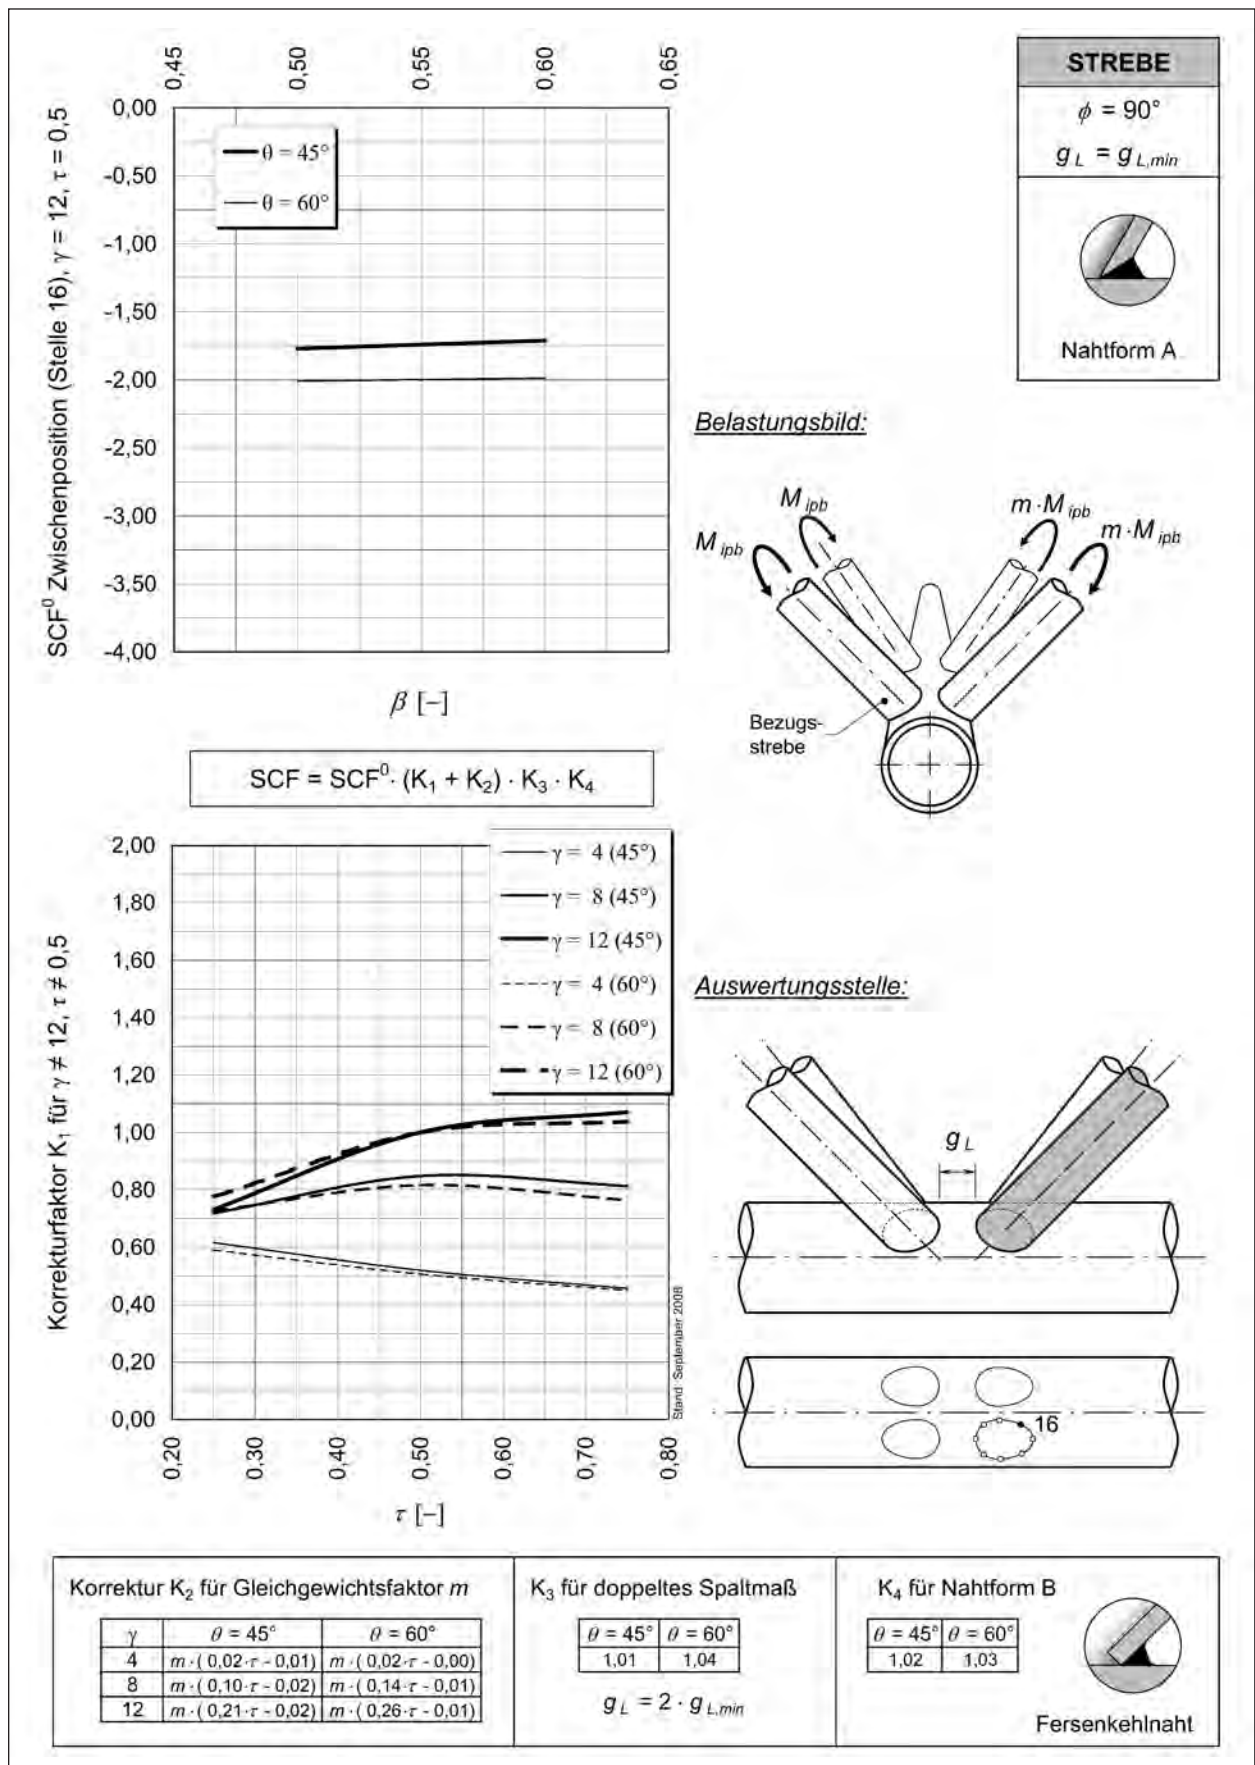 0,45
0,50
0,55
0,60
0,65
SCF⁰ Zwischenposition (Stelle 16), γ = 12, τ = 0,5
0,00
-0,50
-1,00
-1,50
-2,00
-2,50
-3,00
-3,50
-4,00
θ = 45°
θ = 60°
β [–]
STREBE
ϕ = 90°
g L = g L,min
Nahtform A
Belastungsbild:
M ipb
M ipb
m·M ipb
m·M ipb
Bezugs-
strebe
SCF = SCF⁰· (K₁ + K₂) · K₃ · K₄
Korrekturfaktor K₁ für γ ≠ 12, τ ≠ 0,5
2,00
1,80
1,60
1,40
1,20
1,00
0,80
0,60
0,40
0,20
0,00
γ = 4 (45°)
γ = 8 (45°)
γ = 12 (45°)
γ = 4 (60°)
γ = 8 (60°)
γ = 12 (60°)
0,20
0,30
0,40
0,50
0,60
0,70
0,80
τ [–]
Stand: September 2008
Auswertungsstelle:
g L
16
Korrektur K₂ für Gleichgewichtsfaktor m
γ θ = 45° θ = 60°
4 m·( 0,02·τ - 0,01) m·( 0,02·τ - 0,00)
8 m·( 0,10·τ - 0,02) m·( 0,14·τ - 0,01)
12 m·( 0,21·τ - 0,02) m·( 0,26·τ - 0,01)
K₃ für doppeltes Spaltmaß
θ = 45° θ = 60°
1,01 1,04
g L = 2 · g L,min
K₄ für Nahtform B
θ = 45° θ = 60°
1,02 1,03
Fersenkehlnaht